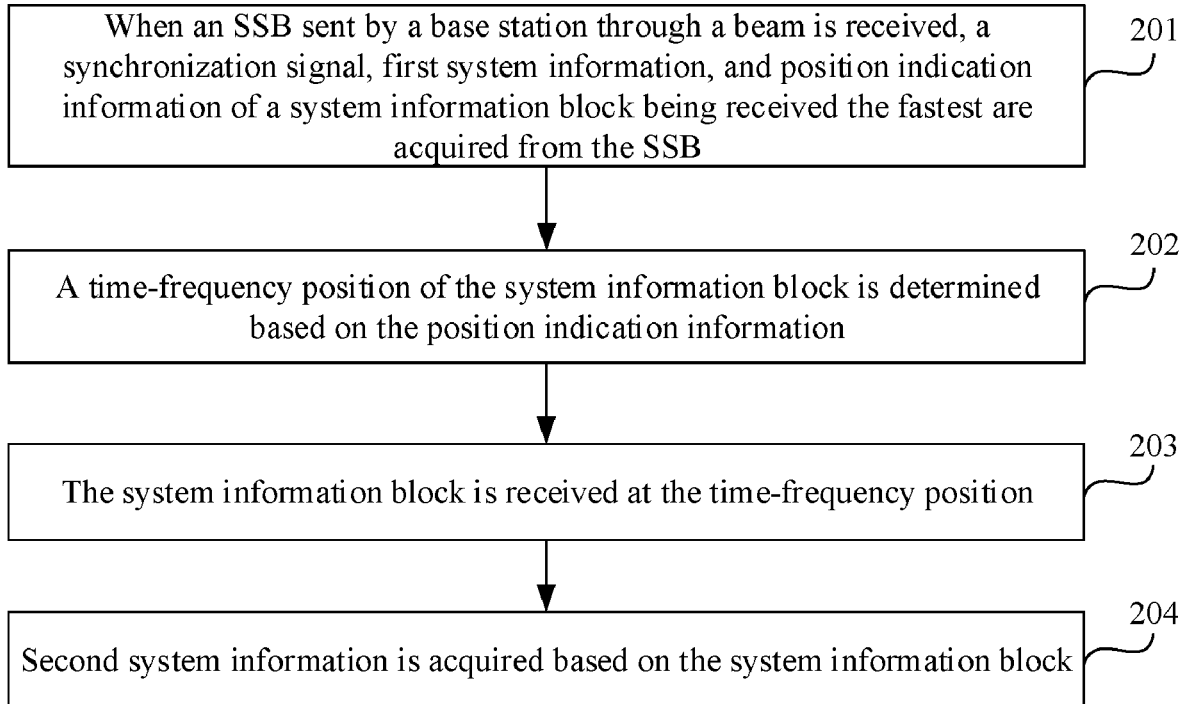 When an SSB sent by a base station through a beam is received, a
synchronization signal, first system information, and position indication
information of a system information block being received the fastest are
acquired from the SSB
201
A time-frequency position of the system information block is determined
based on the position indication information
202
The system information block is received at the time-frequency position
203
Second system information is acquired based on the system information block
204